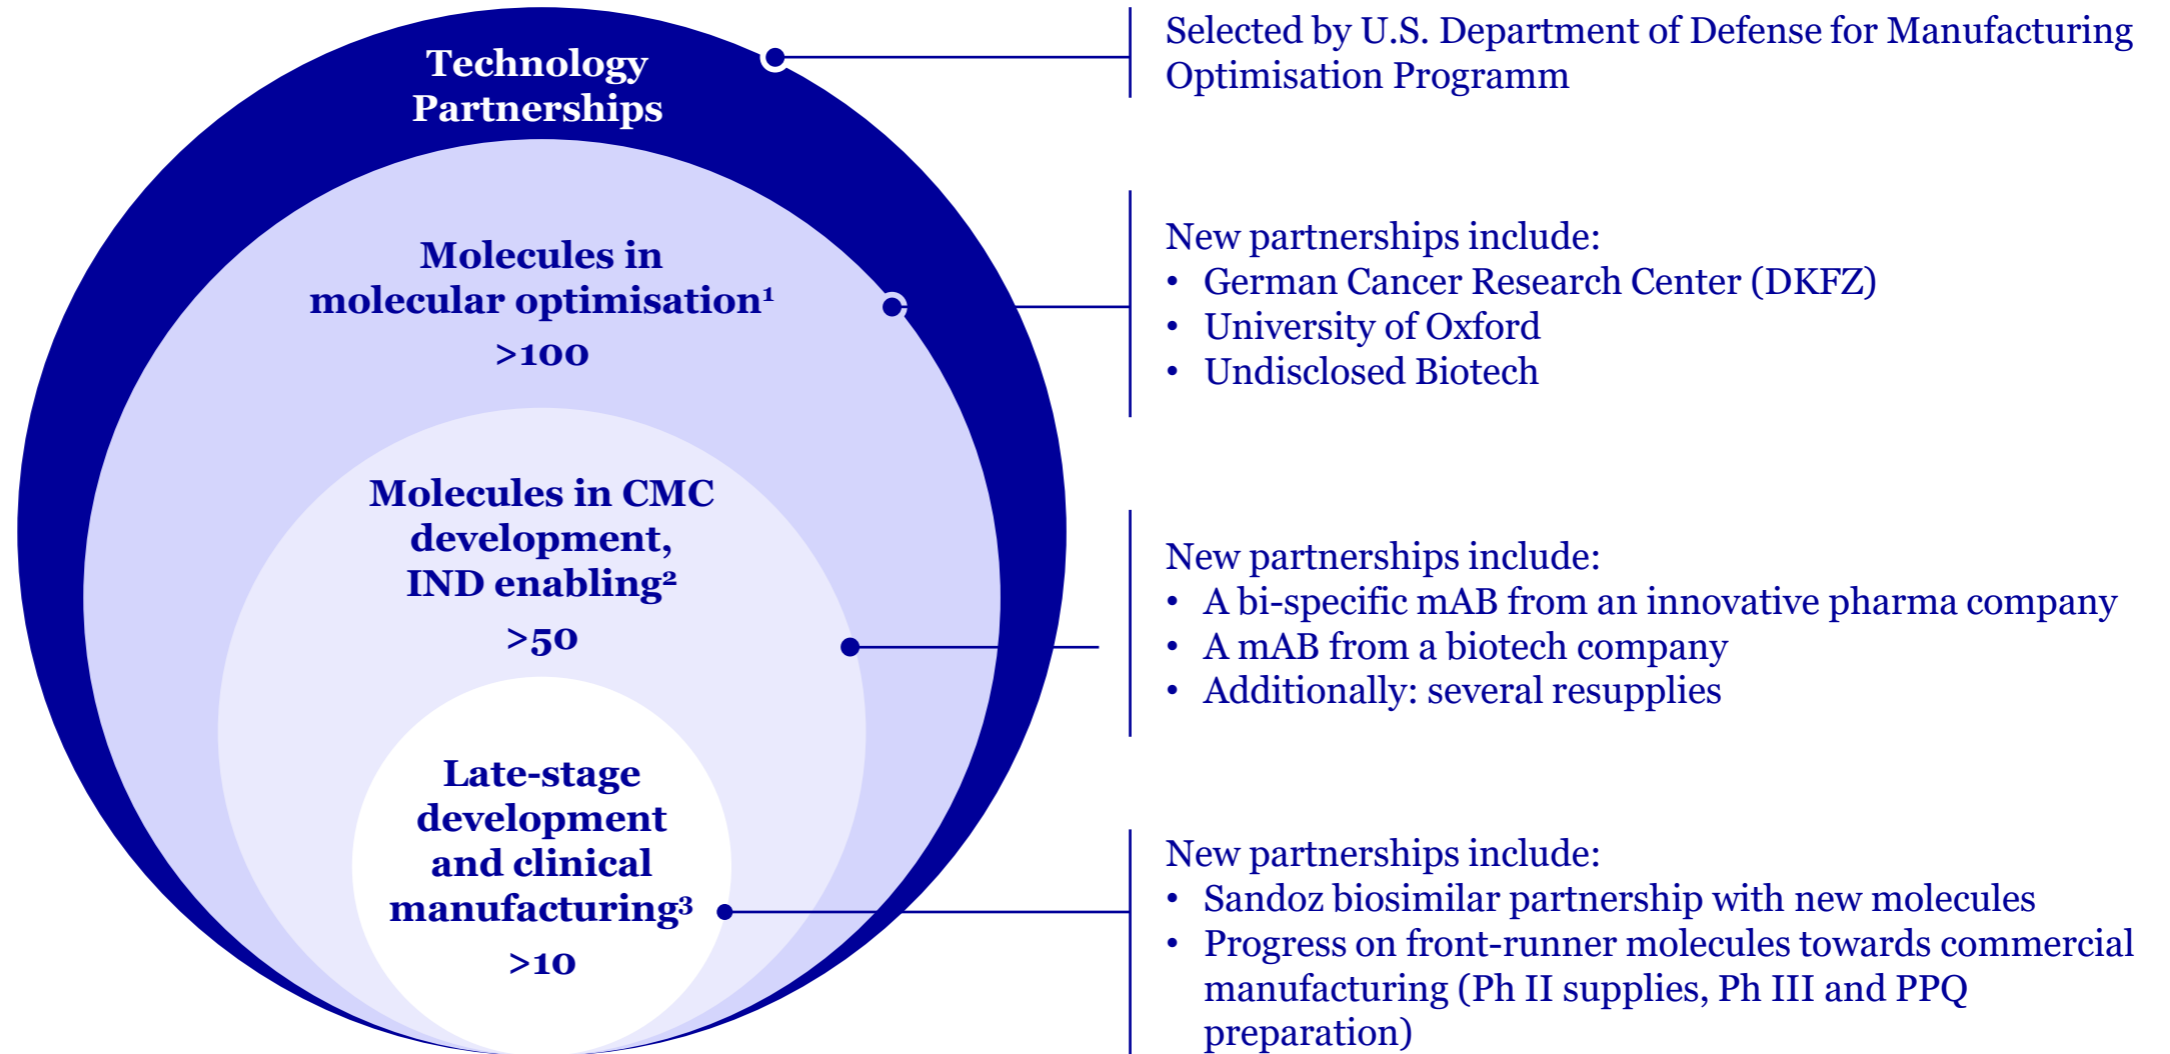 Technology
Partnerships
Selected by U.S. Department of Defense for Manufacturing
Optimisation Programm
Molecules in
molecular optimisation¹
>100
New partnerships include:
• German Cancer Research Center (DKFZ)
• University of Oxford
• Undisclosed Biotech
Molecules in CMC
development,
IND enabling²
>50
New partnerships include:
• A bi-specific mAB from an innovative pharma company
• A mAB from a biotech company
• Additionally: several resupplies
Late-stage
development
and clinical
manufacturing³
>10
New partnerships include:
• Sandoz biosimilar partnership with new molecules
• Progress on front-runner molecules towards commercial
manufacturing (Ph II supplies, Ph III and PPQ
preparation)